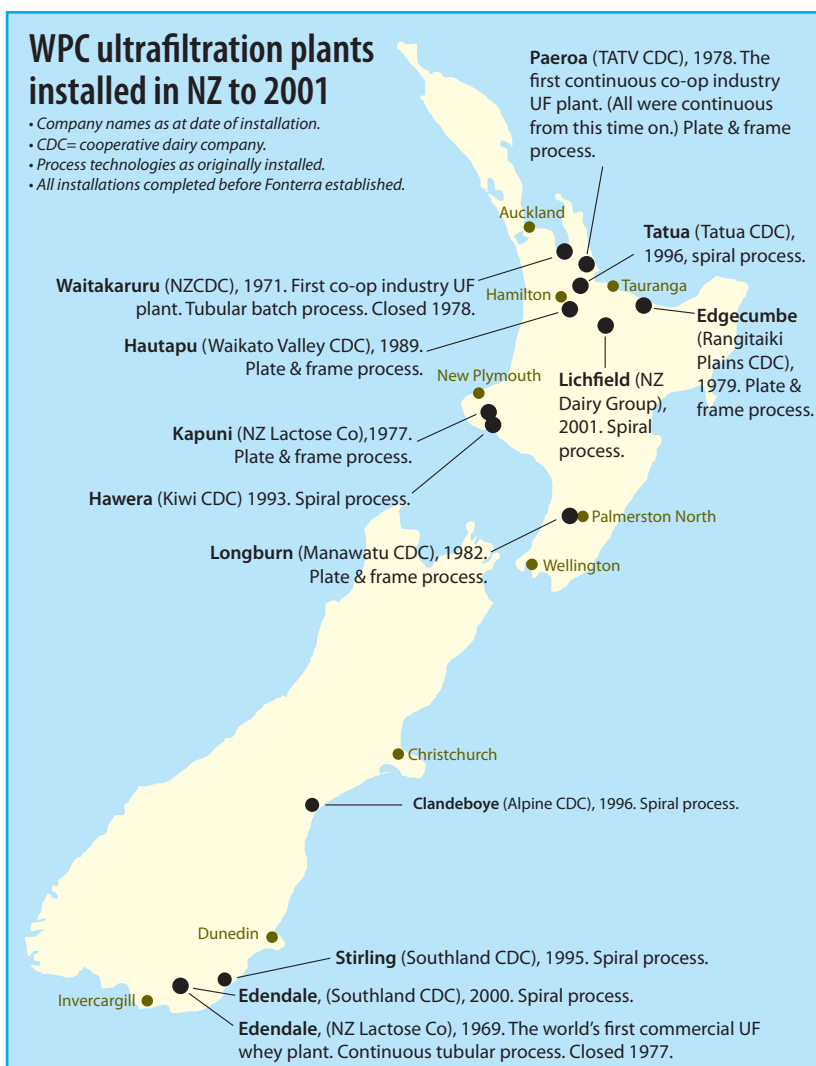 WPC ultrafiltration plants
installed in NZ to 2001
• Company names as at date of installation.
• CDC= cooperative dairy company.
• Process technologies as originally installed.
• All installations completed before Fonterra established.
Paeroa (TATV CDC), 1978. The
first continuous co-op industry
UF plant. (All were continuous
from this time on.) Plate & frame
process.
Auckland
Tatua (Tatua CDC),
1996, spiral process.
Waitakaruru (NZCDC), 1971. First co-op industry UF
plant. Tubular batch process. Closed 1978.
Hamilton
Tauranga
Edgecumbe
(Rangitaiki
Plains CDC),
1979. Plate &
frame process.
Hautapu (Waikato Valley CDC), 1989.
Plate & frame process.
Lichfield (NZ
Dairy Group),
2001. Spiral
process.
New Plymouth
Kapuni (NZ Lactose Co),1977.
Plate & frame process.
Hawera (Kiwi CDC) 1993. Spiral process.
Palmerston North
Longburn (Manawatu CDC), 1982.
Plate & frame process.
Wellington
Christchurch
Clandeboye (Alpine CDC), 1996. Spiral process.
Dunedin
Stirling (Southland CDC), 1995. Spiral process.
Invercargill
Edendale, (Southland CDC), 2000. Spiral process.
Edendale, (NZ Lactose Co), 1969. The world's first commercial UF
whey plant. Continuous tubular process. Closed 1977.